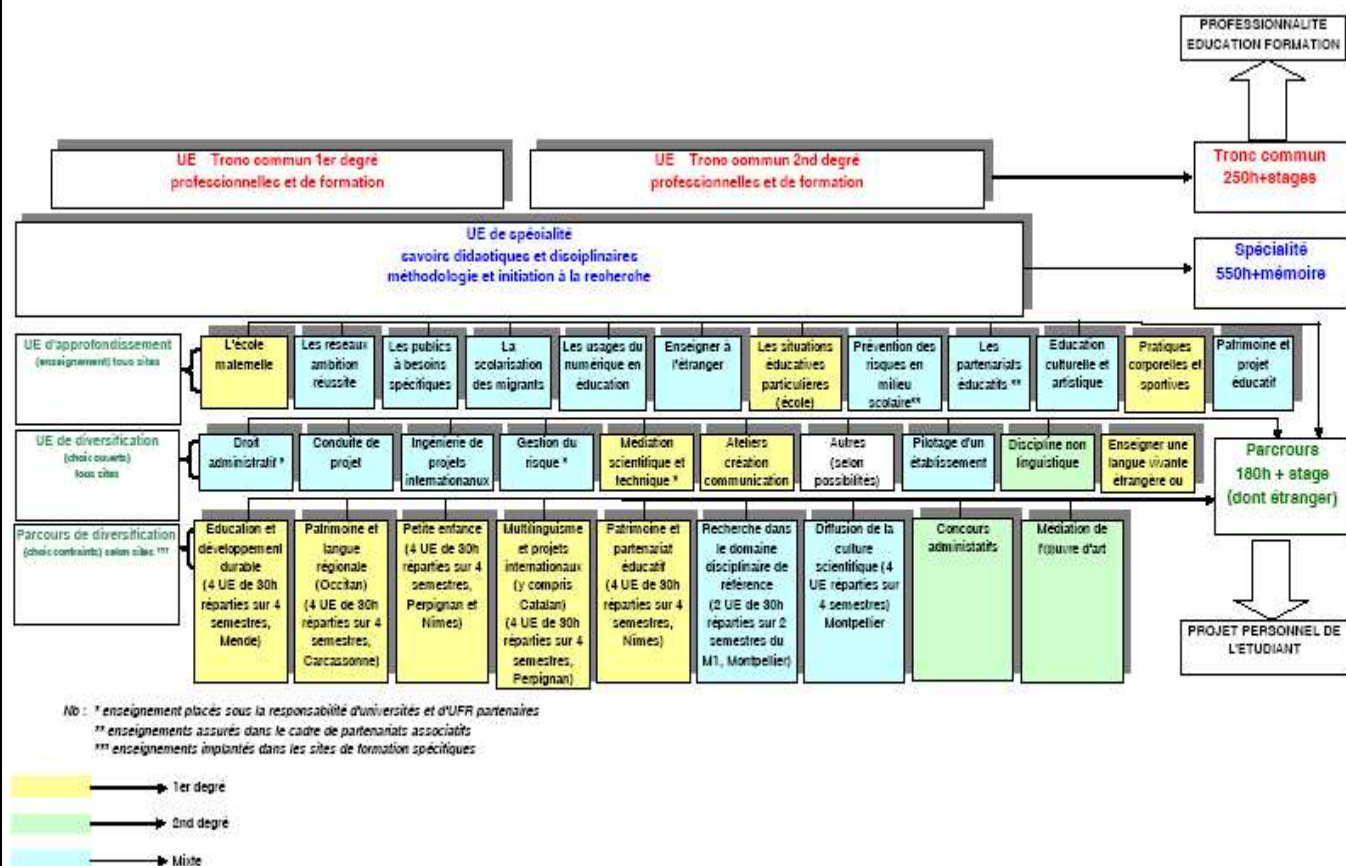 PROFESSIONNALITE
EDUCATION FORMATION
UE Trono commun 1er degré
professionnelles et de formation
UE Trono oommun 2nd degré
professionnelles et de formation
Tronc commun
250h+stages
UE de spécialité
savoirs didaotiques et disoiplinaires
méthodologie et initiation à la recherche
Spécialité
550h+mémoire
UE d'approfondissement
(enseignement) tous sites
L'école
maternelle
Les reseaux
ambition
réussite
Les publics
à besoins
spécifiques
La
scolarisation
des migrants
Les usages du
numérique en
éducation
Enseigner à
l'étranger
Les situations
éducatives
particulières
(école)
Prévention des
risques en
milieu
scolaire**
Les
partenariats
éducatifs **
Education
culturelle et
artistique
Pratiques
corporelles et
sportives
Patrimoine et
projet
éducatif
UE de diversification
(choix ouverts)
tous sites
Droit
administratif *
Conduite de
projet
Ingénierie de
projets
internationanux
Gestion du
risque *
Médiation
scientifique et
technique *
Ateliers
création
communication
Autres
(selon
possibilités)
Pilotage d'un
établissement
Discipline non
linguistique
Enseigner une
langue vivante
étrangère ou
Parcours
180h + stage
(dont étranger)
Parcours de diversification
(choix contraints) selon sites ***
Education et
développement
durable
(4 UE de 30h
réparties sur 4
semestres,
Mende)
Patrimoine et
langue
régionale
(Occitan)
(4 UE de 30h
réparties sur 4
semestres,
Carcassonne)
Petite enfance
(4 UE de 30h
réparties sur 4
semestres,
Perpignan et
Nimes)
Multilinguisme
et projets
internationaux
(y compris
Catalan)
(4 UE de 30h
réparties sur 4
semestres,
Perpignan)
Patrimoine et
partenariat
éducatif
(4 UE de 30h
réparties sur 4
semestres,
Nimes)
Recherche dans
le domaine
disciplinaire de
référence
(2 UE de 30h
réparties sur 2
semestres du
M1, Montpellier)
Diffusion de la
culture
scientifique (4
UE réparties sur
4 semestres)
Montpellier
Concours
administatifs
Mediation de
l'œuvre d'art
PROJET PERSONNEL DE
L'ETUDIANT
Nb : * enseignement placés sous la responsabilité d'universités et d'UFR partenaires
** enseignements assurés dans le cadre de partenariats associatifs
*** enseignements implantés dans les sites de formation spécifiques
1er degré
2nd degré
Mixte